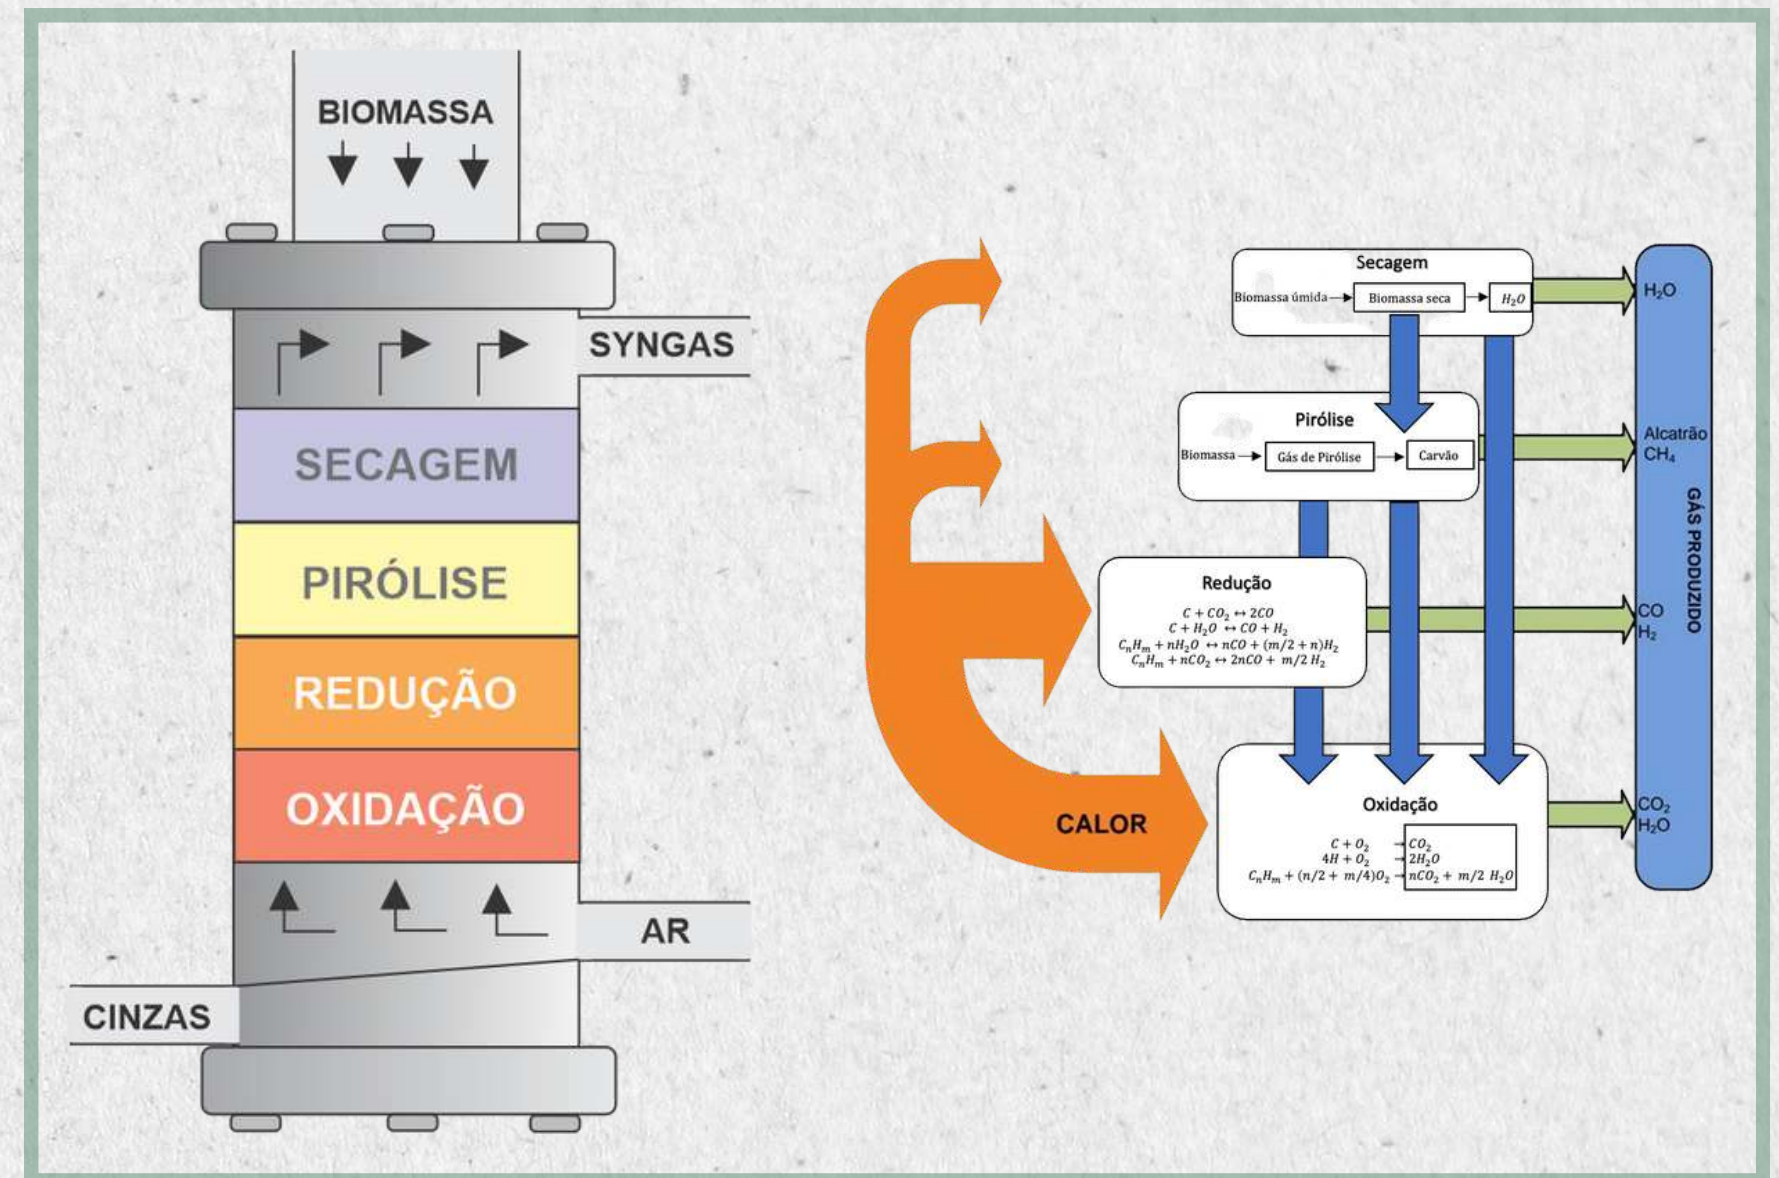 BIOMASSA
SYNGAS
SECAGEM
PIRÓLISE
REDUÇÃO
OXIDAÇÃO
AR
CINZAS
CALOR
Secagem
Biomassa úmida
Biomassa seca
H₂O
Pirólise
Biomassa
Gás de Pirólise
Carvão
Redução
C + CO₂ ↔ 2CO
C + H₂O ↔ CO + H₂
CₙHₘ + nH₂O ↔ nCO + (m/2 + n)H₂
CₙHₘ + nCO₂ ↔ 2nCO + m/2 H₂
Oxidação
C + O₂ → CO₂
4H + O₂ → 2H₂O
CₙHₘ + (n/2 + m/4)O₂ → nCO₂ + m/2 H₂O
H₂O
Alcatrão
CH₄
CO
H₂
CO₂
H₂O
GÁS PRODUZIDO